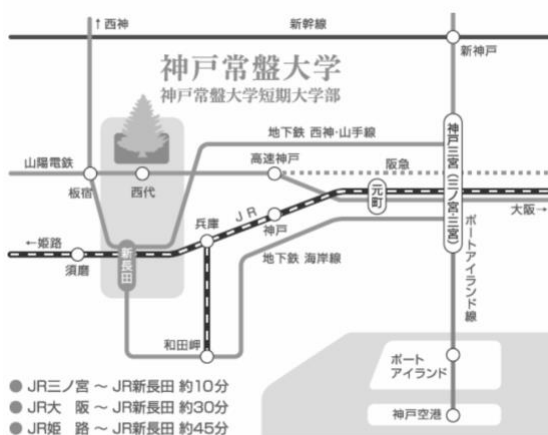 ↑西神
新幹線
新神戸
神戸常盤大学
神戸常盤大学短期大学部
地下鉄 西神・山手線
山陽電鉄
板宿
西代
高速神戸
阪急
神戸三宮(三ノ宮・三宮)
元町
大阪→
JR
兵庫
神戸
←姫路
須磨
新長田
地下鉄 海岸線
ポートアイランド線
和田岬
ポート
アイランド
神戸空港
● JR三ノ宮 ~ JR新長田 約10分
● JR大 阪 ~ JR新長田 約30分
● JR姫 路 ~ JR新長田 約45分